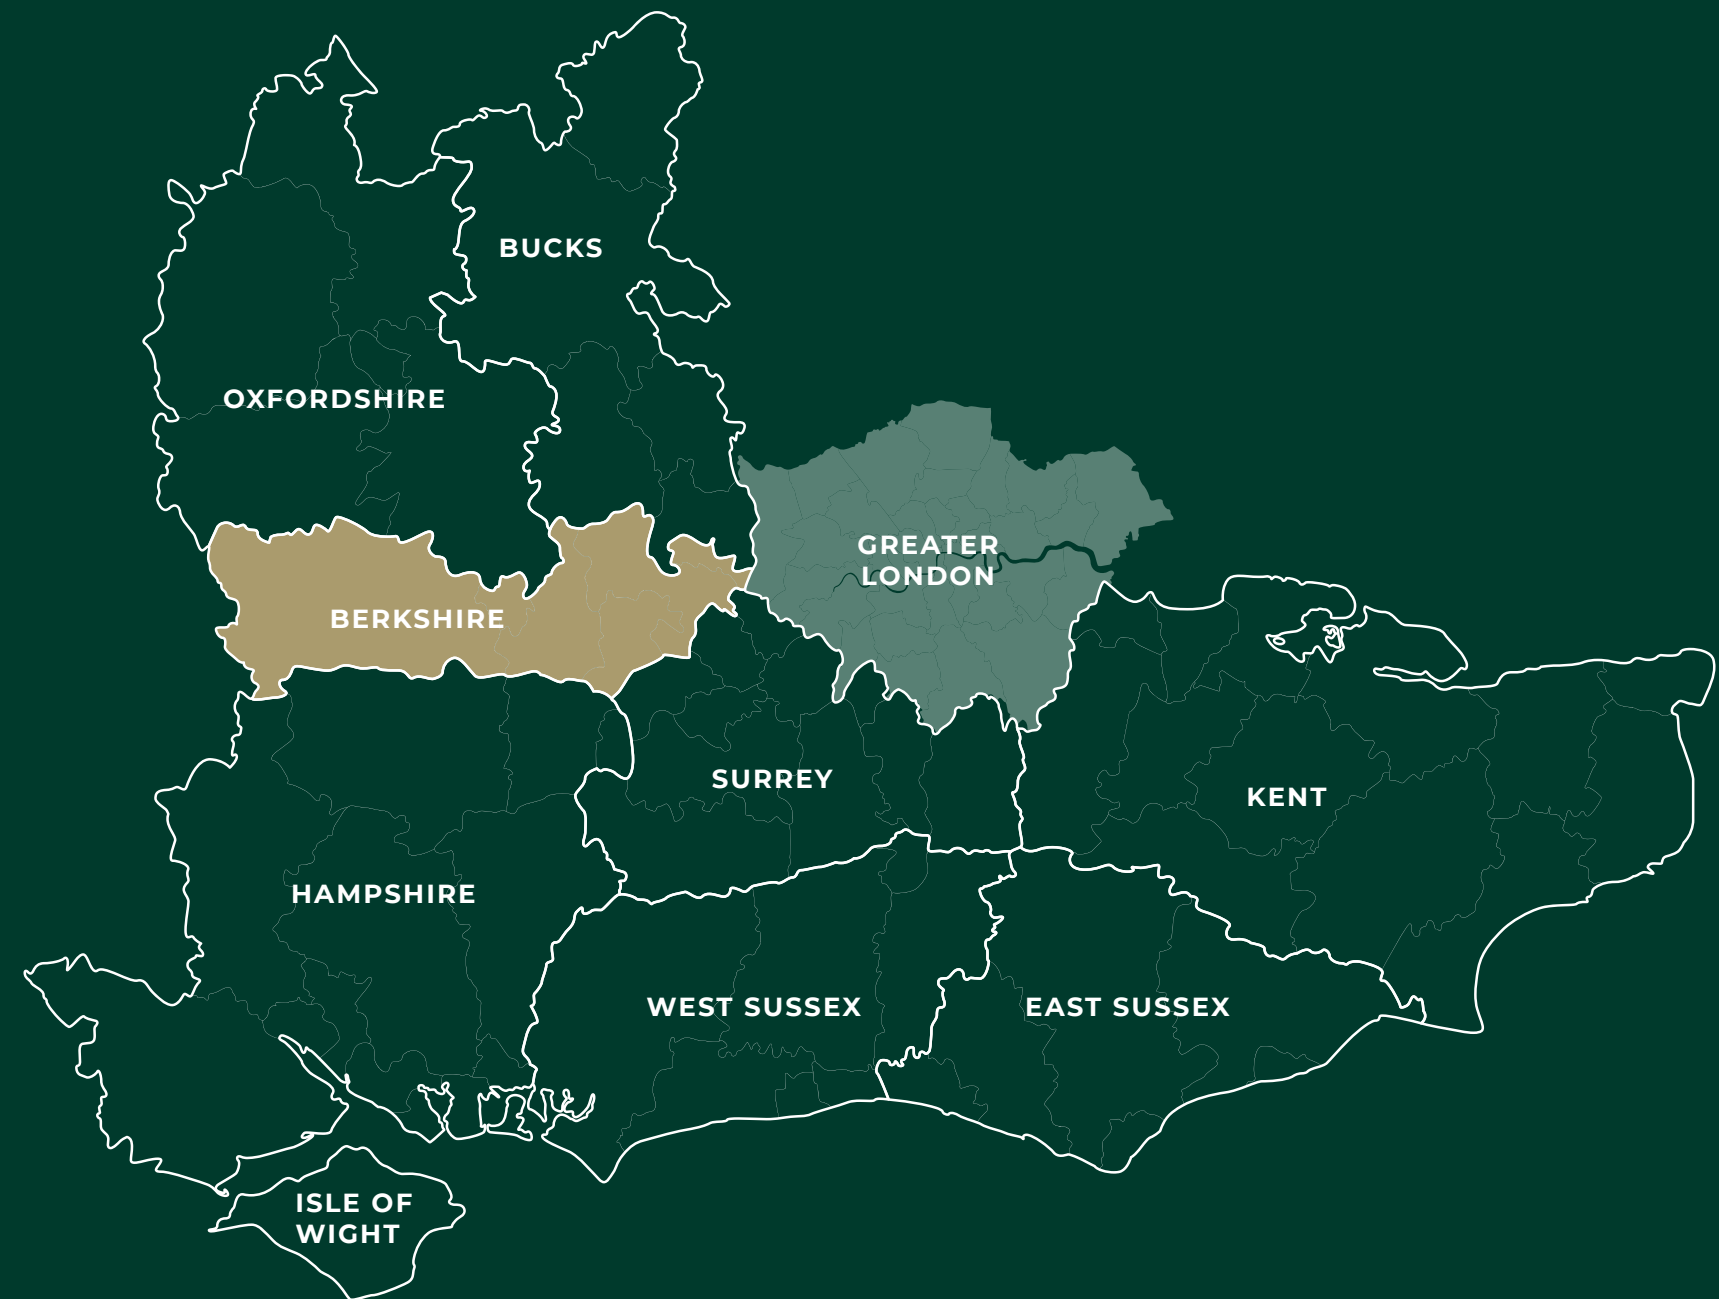 BUCKS
OXFORDSHIRE
GREATER
LONDON
BERKSHIRE
SURREY
KENT
HAMPSHIRE
WEST SUSSEX
EAST SUSSEX
ISLE OF
WIGHT